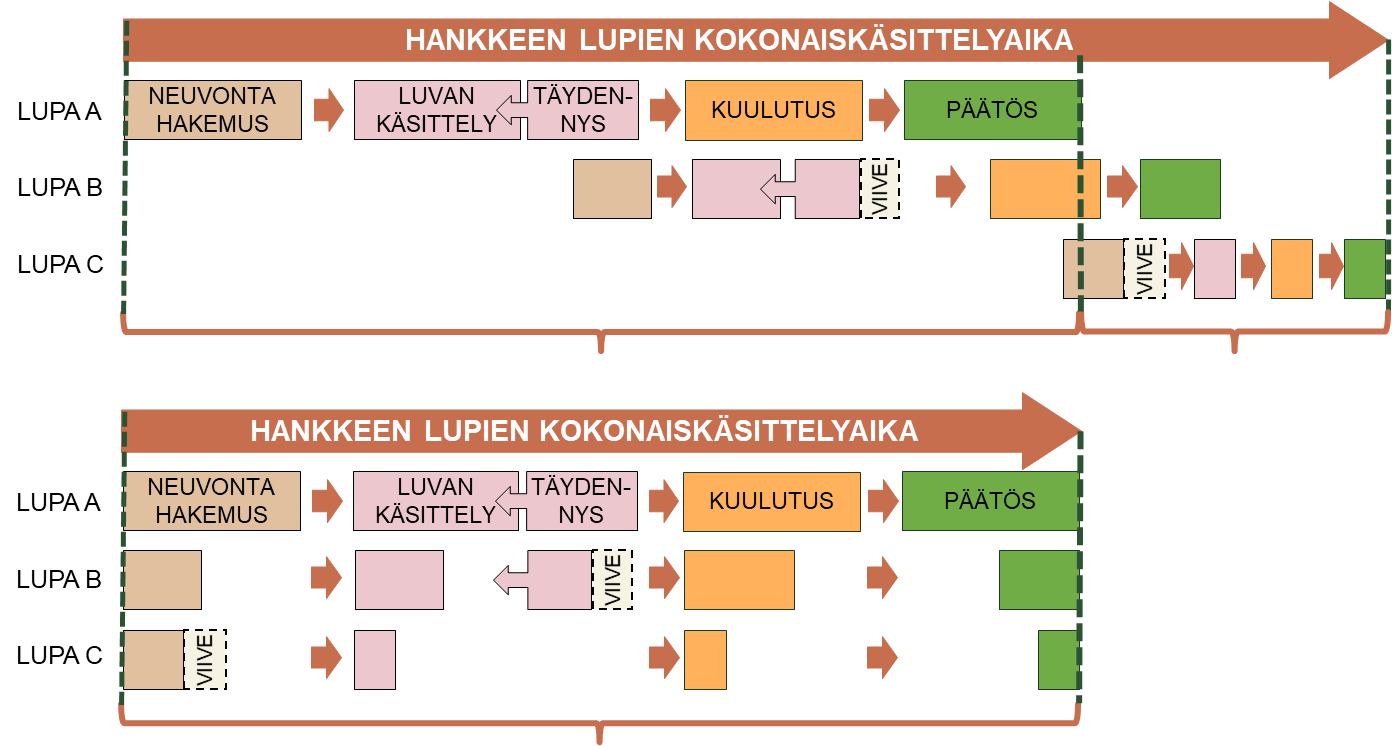 HANKKEEN LUPIEN KOKONAISKÄSITTELYAIKA
LUPA A
NEUVONTA
HAKEMUS
LUVAN
KÄSITTELY
TÄYDEN-
NYS
KUULUTUS
PÄÄTÖS
LUPA B
VIIVE
LUPA C
VIIVE
HANKKEEN LUPIEN KOKONAISKÄSITTELYAIKA
LUPA A
NEUVONTA
HAKEMUS
LUVAN
KÄSITTELY
TÄYDEN-
NYS
KUULUTUS
PÄÄTÖS
LUPA B
VIIVE
LUPA C
VIIVE